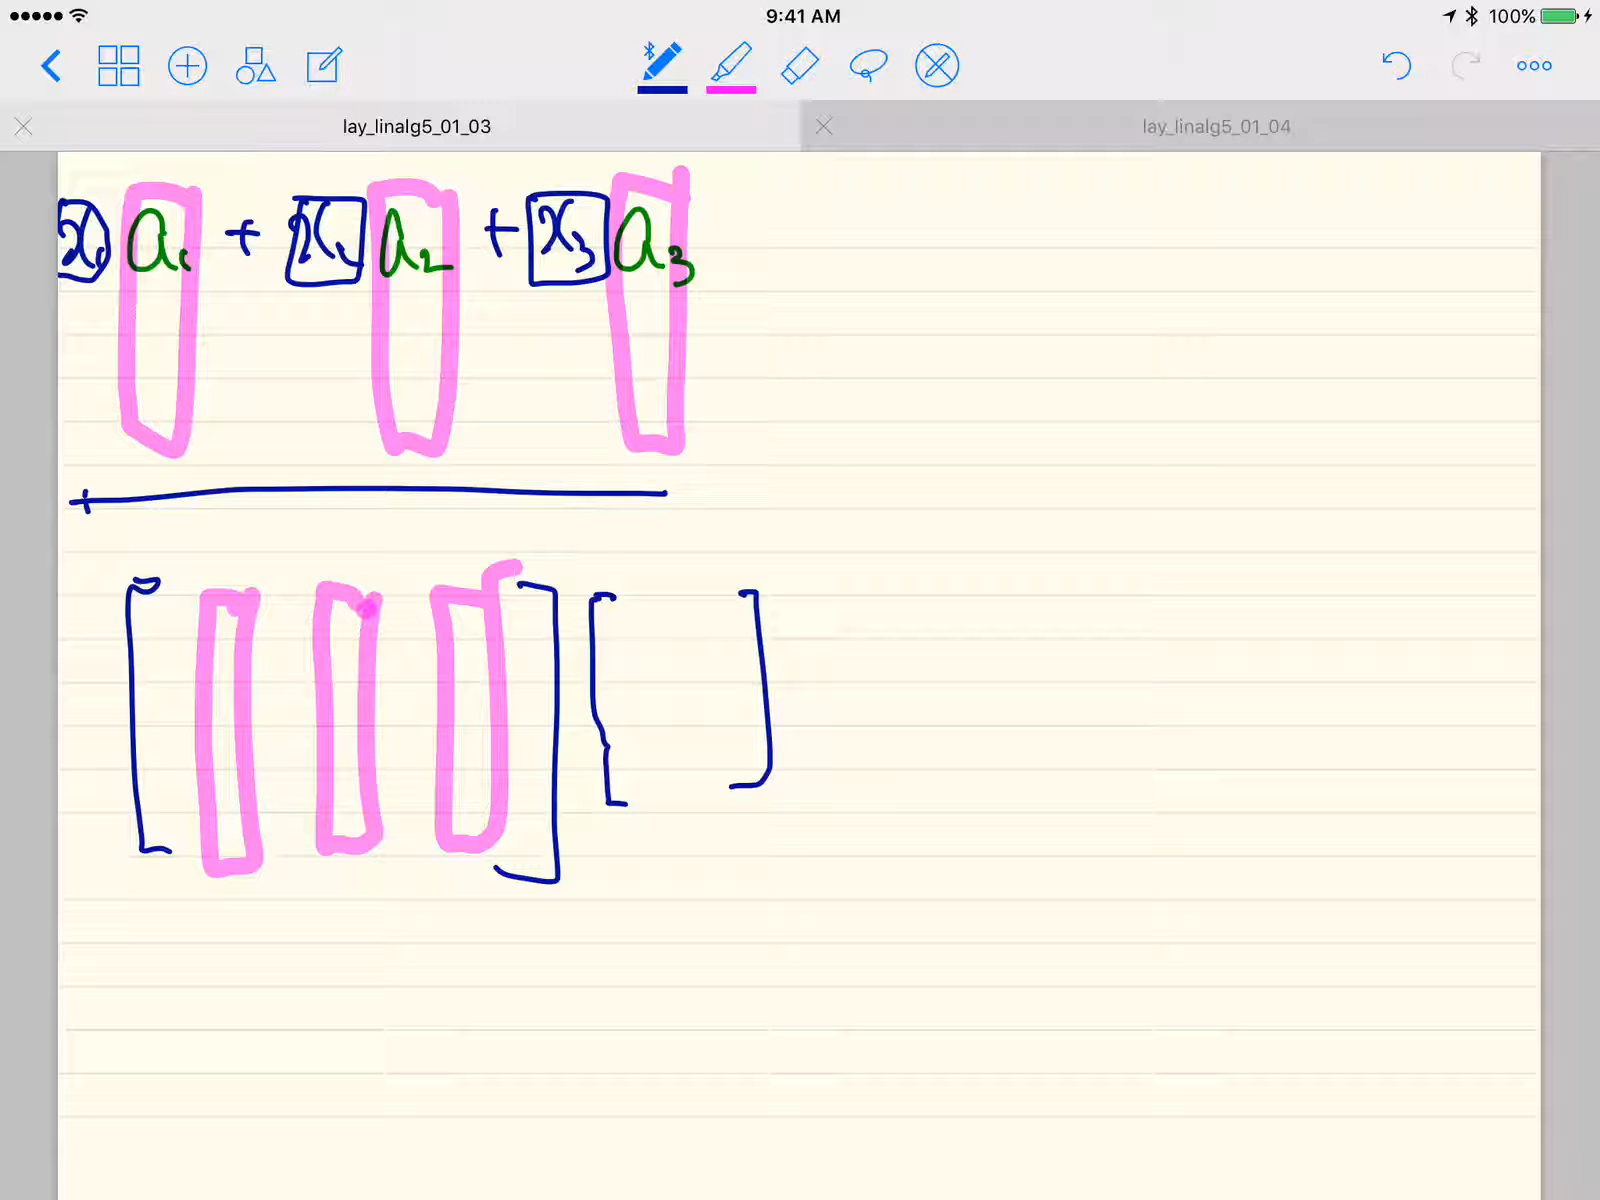 9:41 AM 100%
lay_linalg5_01_03 lay_linalg5_01_04
x₁ a₁ + x₂ a₂ + x₃ a₃